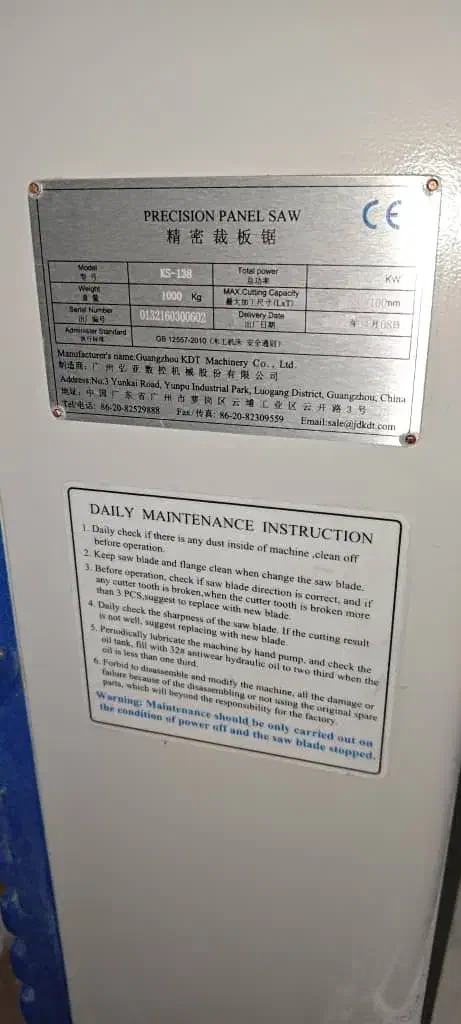 CE
PRECISION PANEL SAW
精密裁板锯
Model 型号 KS-138 Total power 总功率 KW
Weight 重量 1000 Kg MAX.Cutting Capacity 最大加工尺寸(LxT) mm
Serial Number 出厂编号 0132160300602 Delivery Date 出厂日期 年 月08日
Administer Standard 执行标准 GB 12557-2010 (木工机床 安全通则)
Manufacturer's name:Guangzhou KDT Machinery Co., Ltd.
制造商:广州弘亚数控机械股份有限公司
Address:No.3 Yunkai Road, Yunpu Industrial Park, Luogang District, Guangzhou, China
地址:中国广东省广州市萝岗区云埔工业区云开路3号
Tel/电话: 86-20-82529888 Fax/传真: 86-20-82309559 Email:sale@jdkdt.com
DAILY MAINTENANCE INSTRUCTION
1. Daily check if there is any dust inside of machine ,clean off
before operation.
2. Keep saw blade and flange clean when change the saw blade.
3. Before operation, check if saw blade direction is correct, and if
any cutter tooth is broken,when the cutter tooth is broken more
than 3 PCS,suggest to replace with new blade.
4. Daily check the sharpness of the saw blade. If the cutting result
is not well, suggest replacing with new blade.
5. Periodically lubricate the machine by hand pump, and check the
oil tank, fill with 32# antiwear hydraulic oil to two third when the
oil is less than one third.
6. Forbid to disassemble and modify the machine, all the damage or
failure because of the disassembling or not using the original spare
parts, which will beyond the responsibility for the factory.
Warning: Maintenance should be only carried out on
the condition of power off and the saw blade stopped.